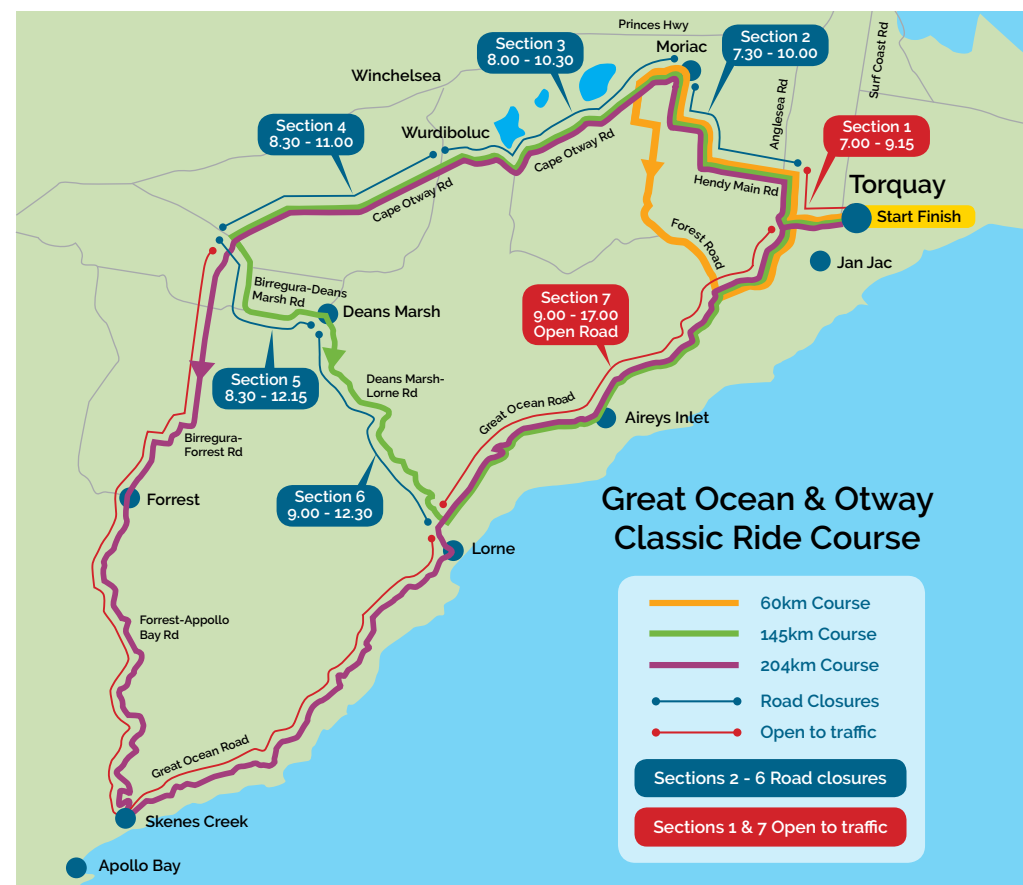 Princes Hwy
Surf Coast Rd
Section 3
8.00 - 10.30
Moriac
Section 2
7.30 - 10.00
Winchelsea
Anglesea Rd
Section 4
8.30 - 11.00
Wurdiboluc
Cape Otway Rd
Section 1
7.00 - 9.15
Cape Otway Rd
Hendy Main Rd
Torquay
Start Finish
Forest Road
Jan Jac
Birregura-Deans
Marsh Rd
Deans Marsh
Section 7
9.00 - 17.00
Open Road
Section 5
8.30 - 12.15
Deans Marsh-
Lorne Rd
Great Ocean Road
Aireys Inlet
Birregura-
Forrest Rd
Forrest
Section 6
9.00 - 12.30
Lorne
Great Ocean & Otway
Classic Ride Course
60km Course
145km Course
204km Course
Road Closures
Open to traffic
Sections 2 - 6 Road closures
Sections 1 & 7 Open to traffic
Forrest-Appollo
Bay Rd
Great Ocean Road
Skenes Creek
Apollo Bay